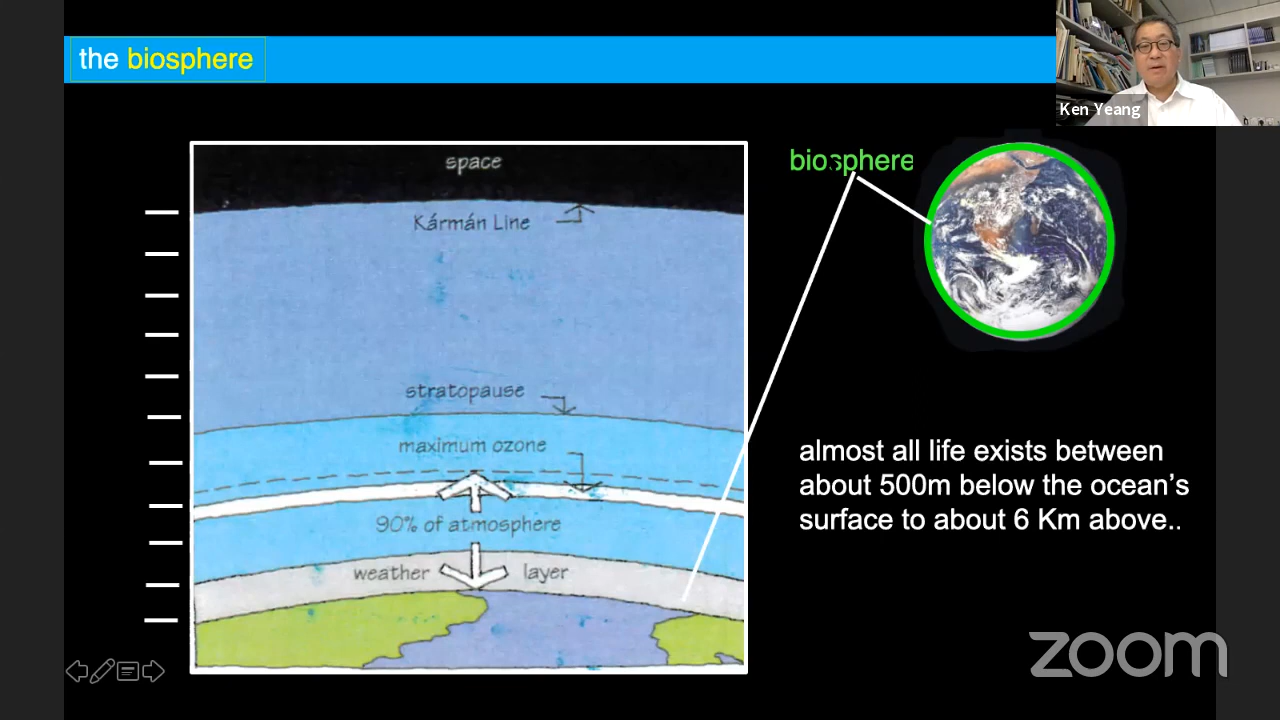 the biosphere
Ken Yeang
space
Kármán Line
stratopause
maximum ozone
90% of atmosphere
weather layer
biosphere
almost all life exists between
about 500m below the ocean's
surface to about 6 Km above..
zoom